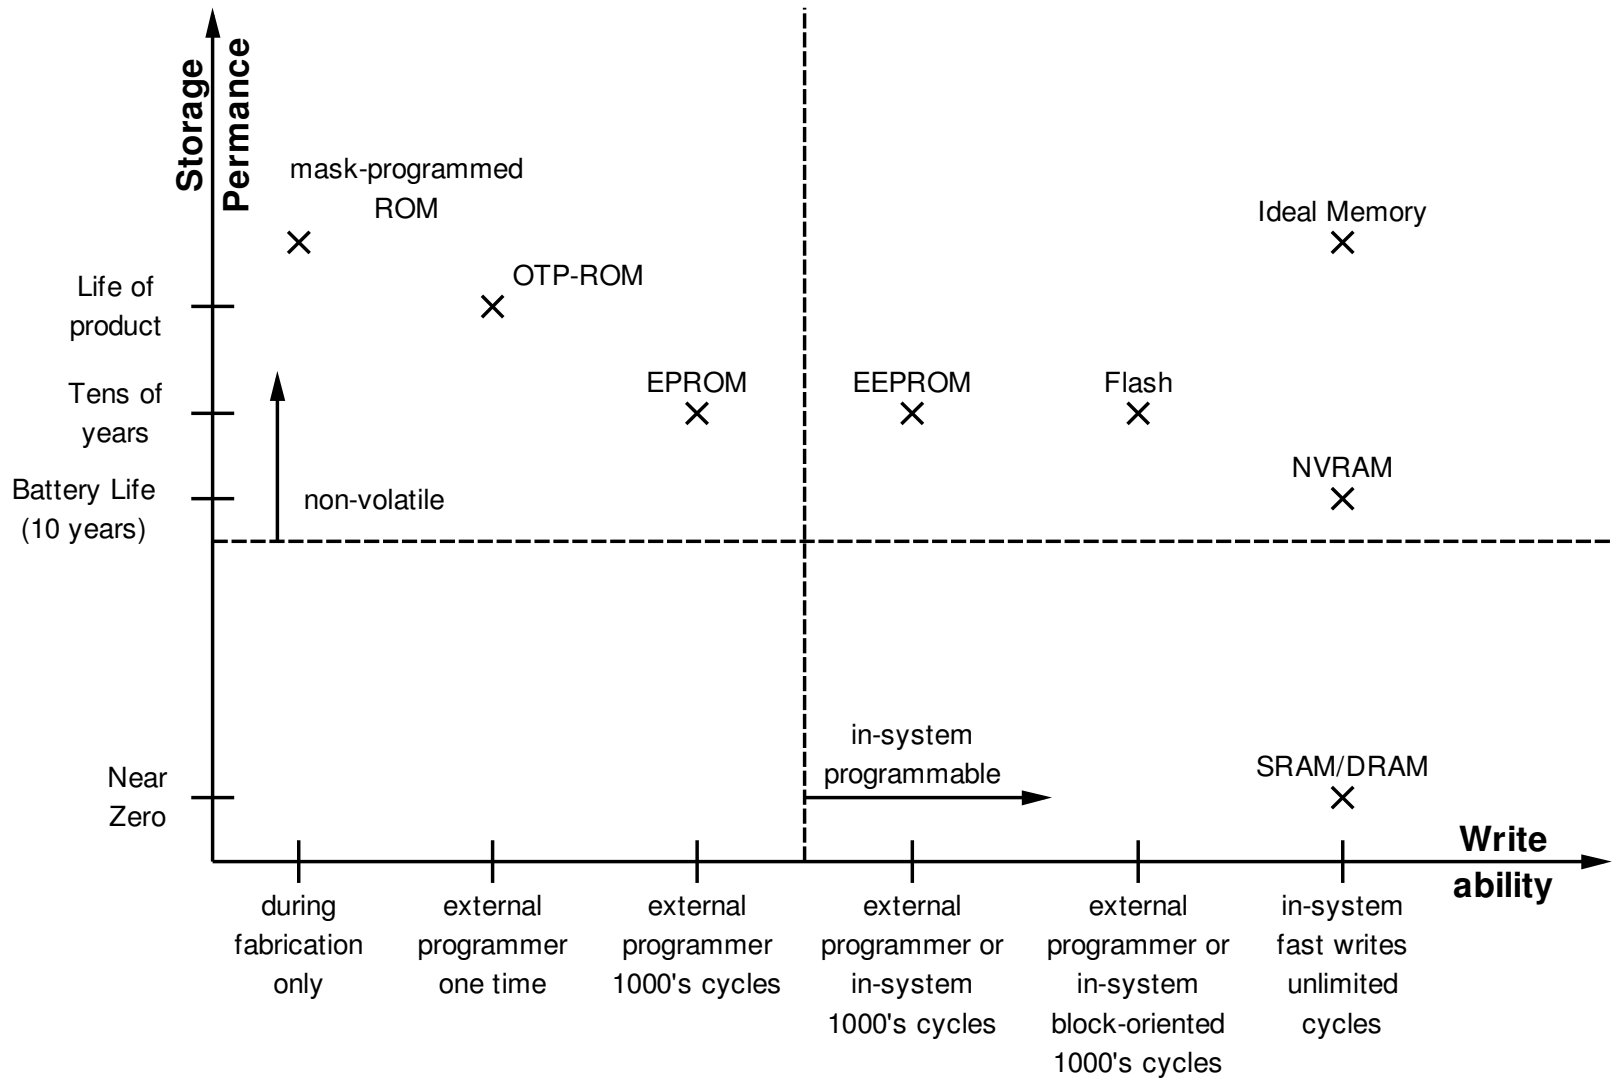 Storage
Permance
mask-programmed
ROM
Ideal Memory
OTP-ROM
Life of
product
EPROM
EEPROM
Flash
Tens of
years
NVRAM
Battery Life
(10 years)
non-volatile
in-system
programmable
SRAM/DRAM
Near
Zero
Write
ability
during
fabrication
only
external
programmer
one time
external
programmer
1000's cycles
external
programmer or
in-system
1000's cycles
external
programmer or
in-system
block-oriented
1000's cycles
in-system
fast writes
unlimited
cycles